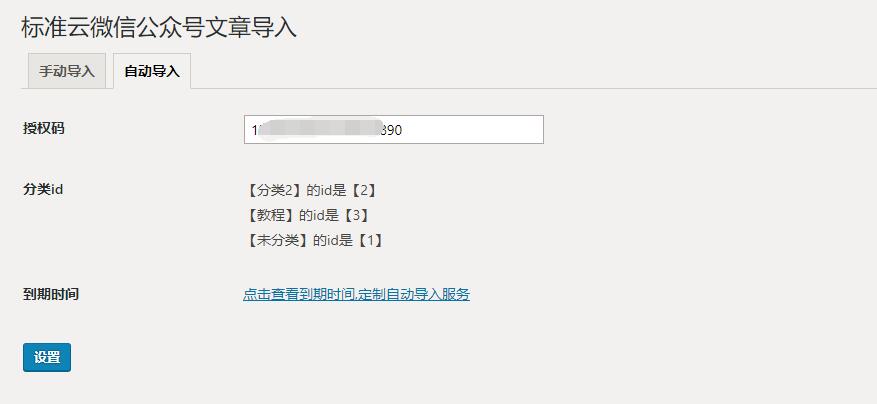 标准云微信公众号文章导入
手动导入
自动导入
授权码
1
890
分类id
【分类2】的id是【2】
【教程】的id是【3】
【未分类】的id是【1】
到期时间
点击查看到期时间,定制自动导入服务
设置